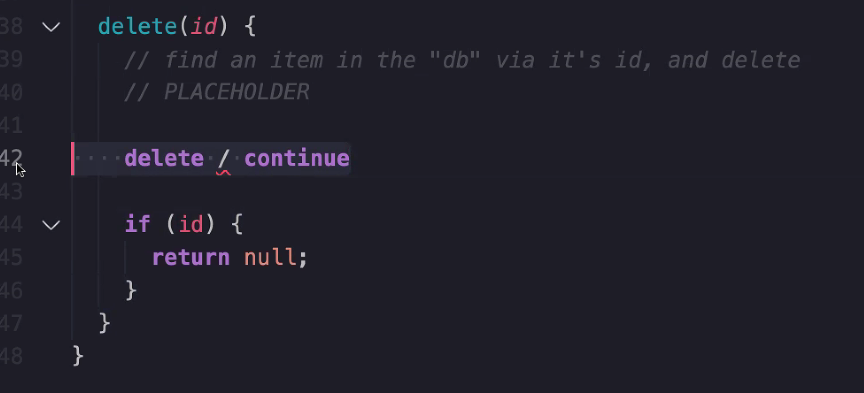 38 delete(id) {
39 // find an item in the "db" via it's id, and delete
40 // PLACEHOLDER
41
42 delete / continue
43
44 if (id) {
45 return null;
46 }
47 }
48 }